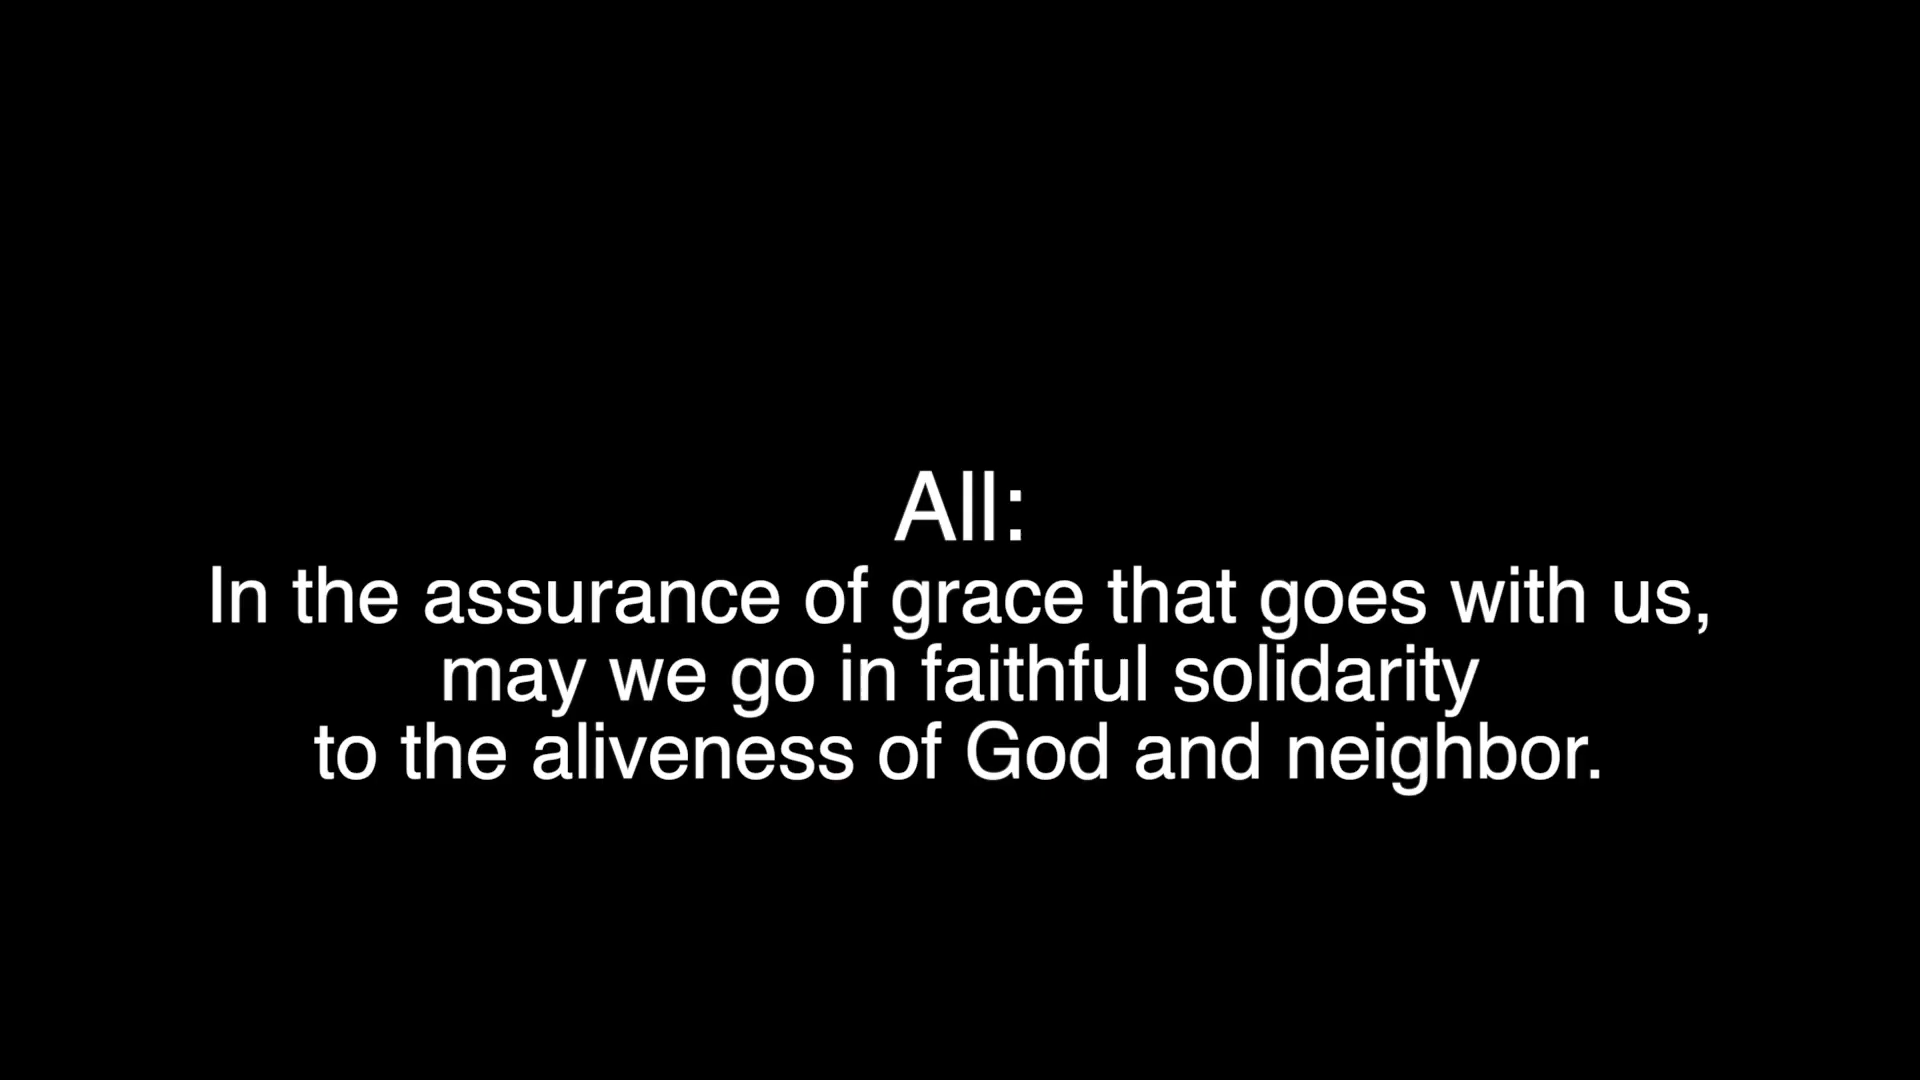 All:
In the assurance of grace that goes with us,
may we go in faithful solidarity
to the aliveness of God and neighbor.